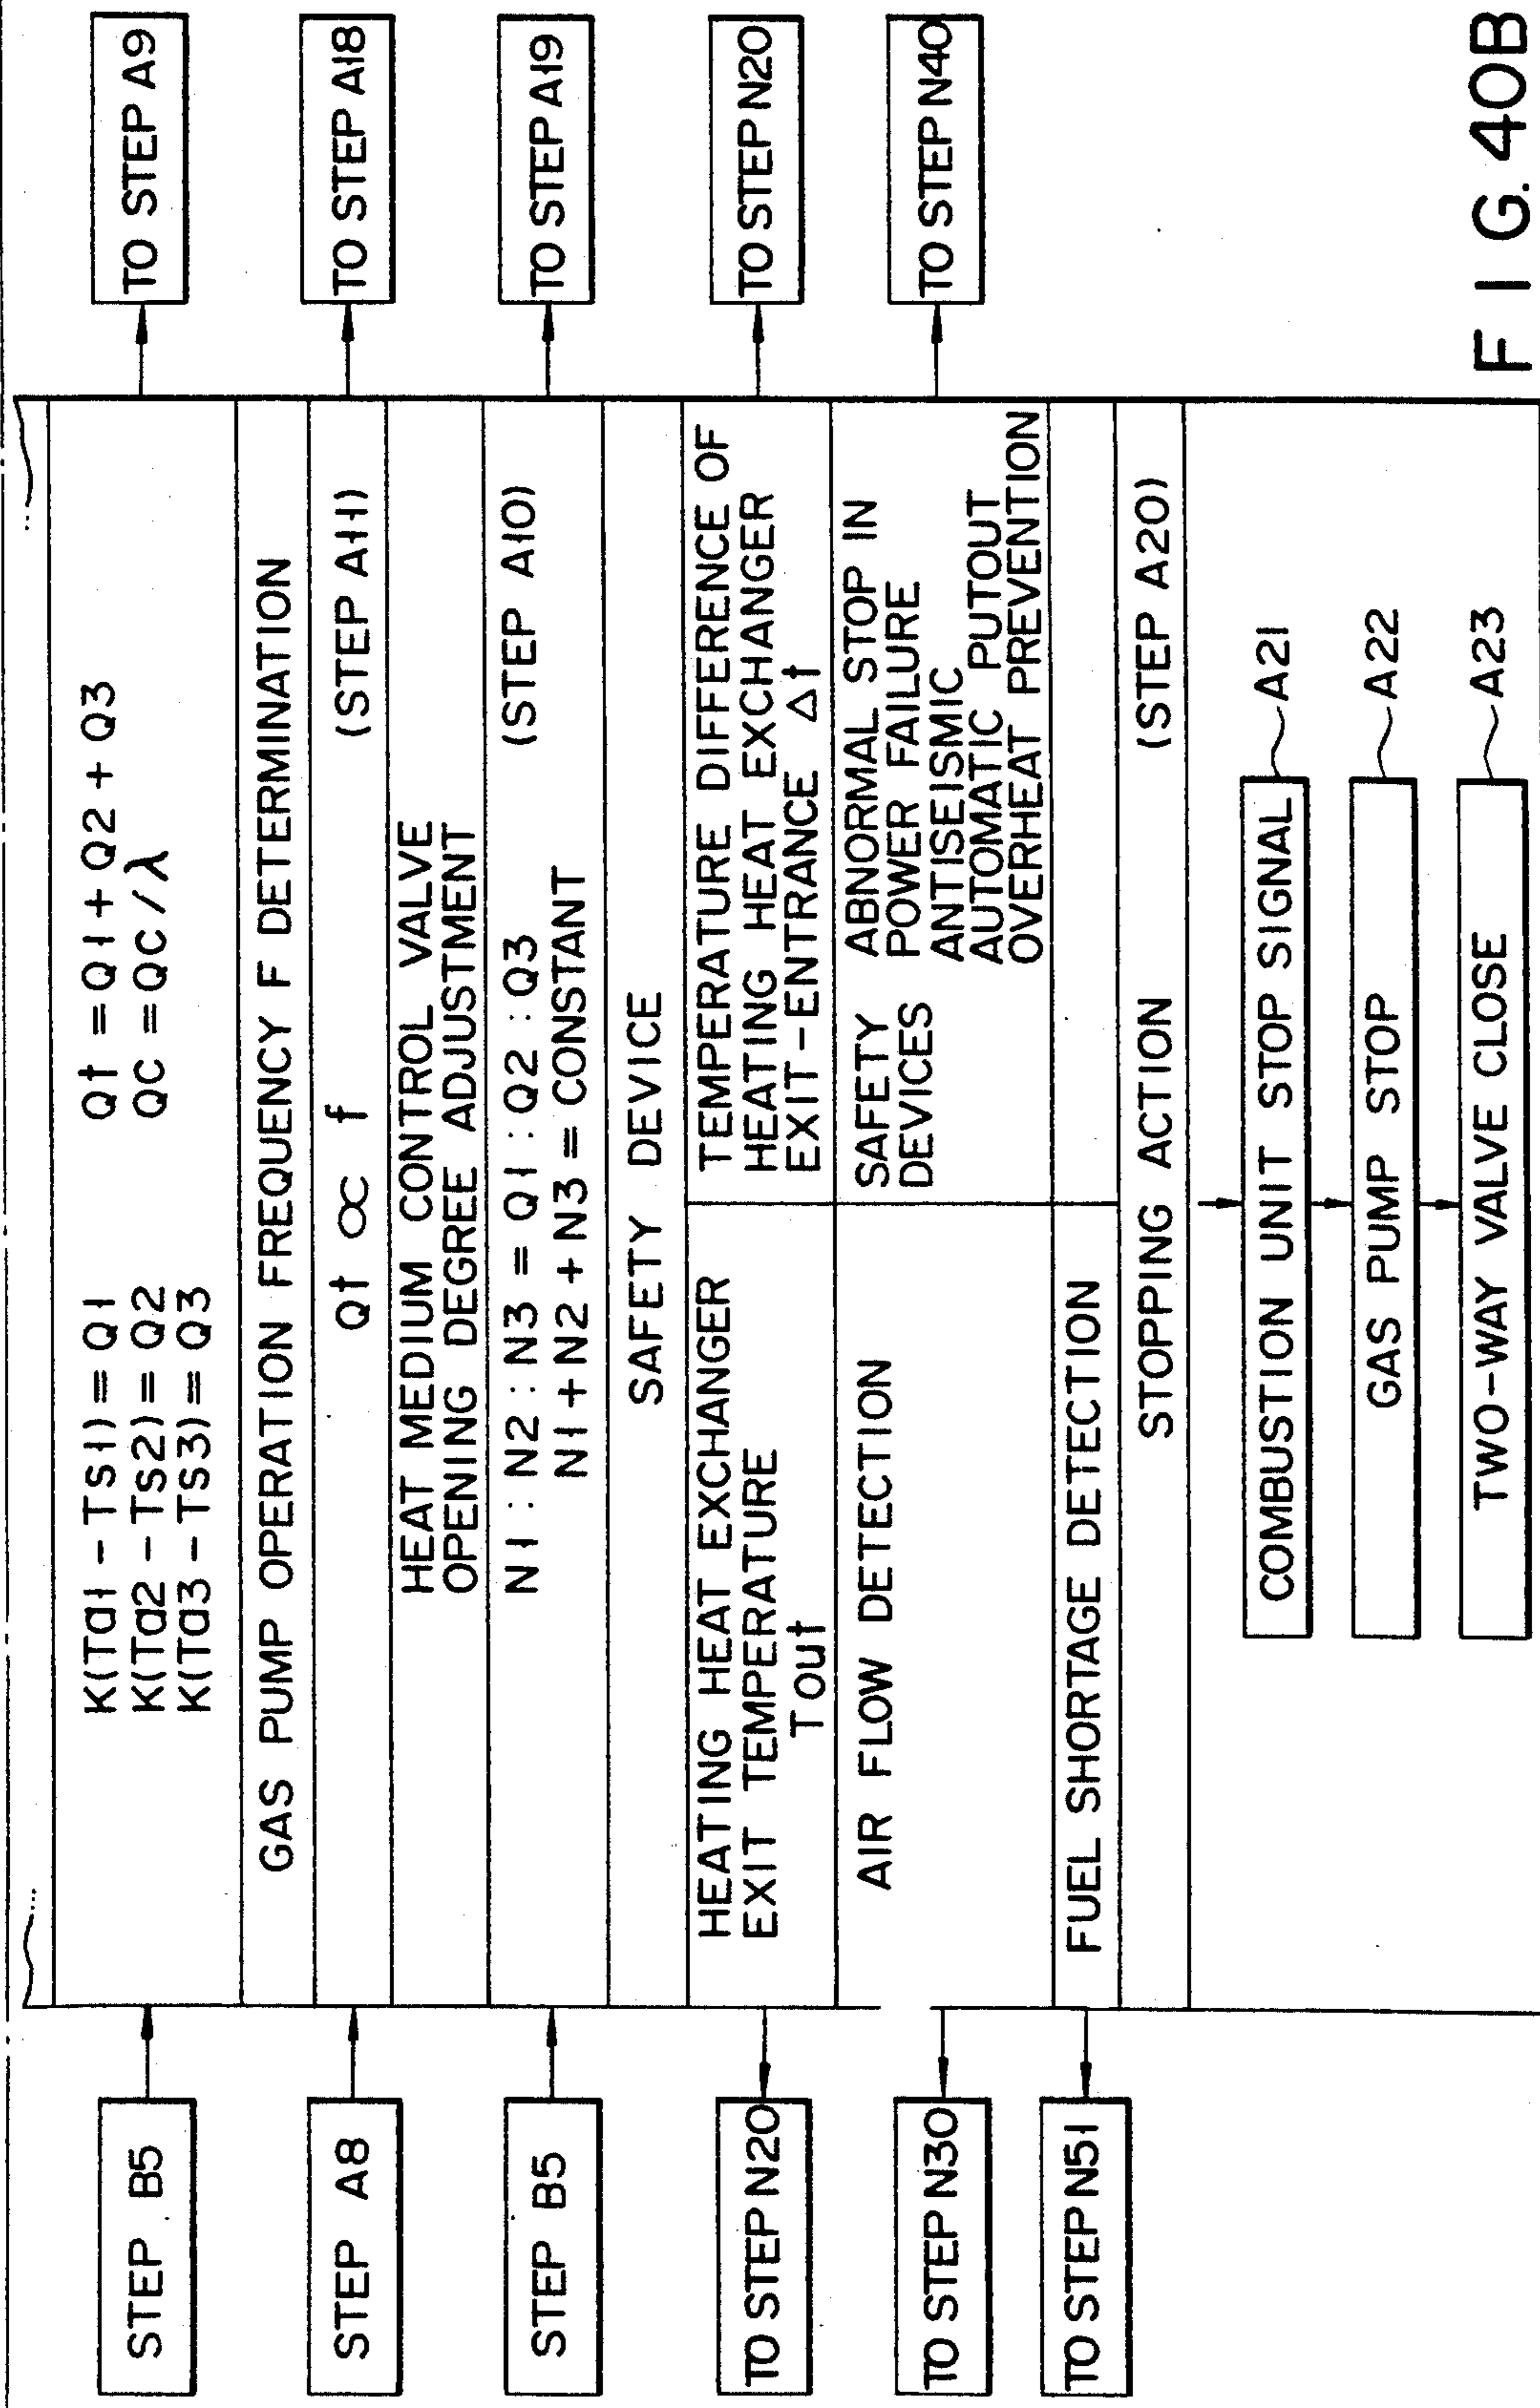 STEP B5
K(Ta1 - Ts1) = Q1
K(Ta2 - Ts2) = Q2
K(Ta3 - Ts3) = Q3
Qt = Q1 + Q2 + Q3
QC = QC / λ
TO STEP A9
GAS PUMP OPERATION FREQUENCY F DETERMINATION
STEP A8
Qt ∝ f
(STEP A11)
TO STEP A18
HEAT MEDIUM CONTROL VALVE
OPENING DEGREE ADJUSTMENT
STEP B5
N1 : N2 : N3 = Q1 : Q2 : Q3
N1 + N2 + N3 = CONSTANT
(STEP A10)
TO STEP A19
SAFETY DEVICE
TO STEP N20
HEATING HEAT EXCHANGER
EXIT TEMPERATURE
Tout
TEMPERATURE DIFFERENCE OF
HEATING HEAT EXCHANGER
EXIT-ENTRANCE Δt
TO STEP N20
TO STEP N30
AIR FLOW DETECTION
SAFETY
DEVICES
ABNORMAL STOP IN
POWER FAILURE
ANTISEISMIC
AUTOMATIC PUTOUT
OVERHEAT PREVENTION
TO STEP N40
TO STEP N51
FUEL SHORTAGE DETECTION
STOPPING ACTION
(STEP A20)
COMBUSTION UNIT STOP SIGNAL
A21
GAS PUMP STOP
A22
TWO-WAY VALVE CLOSE
A23
FIG. 40B